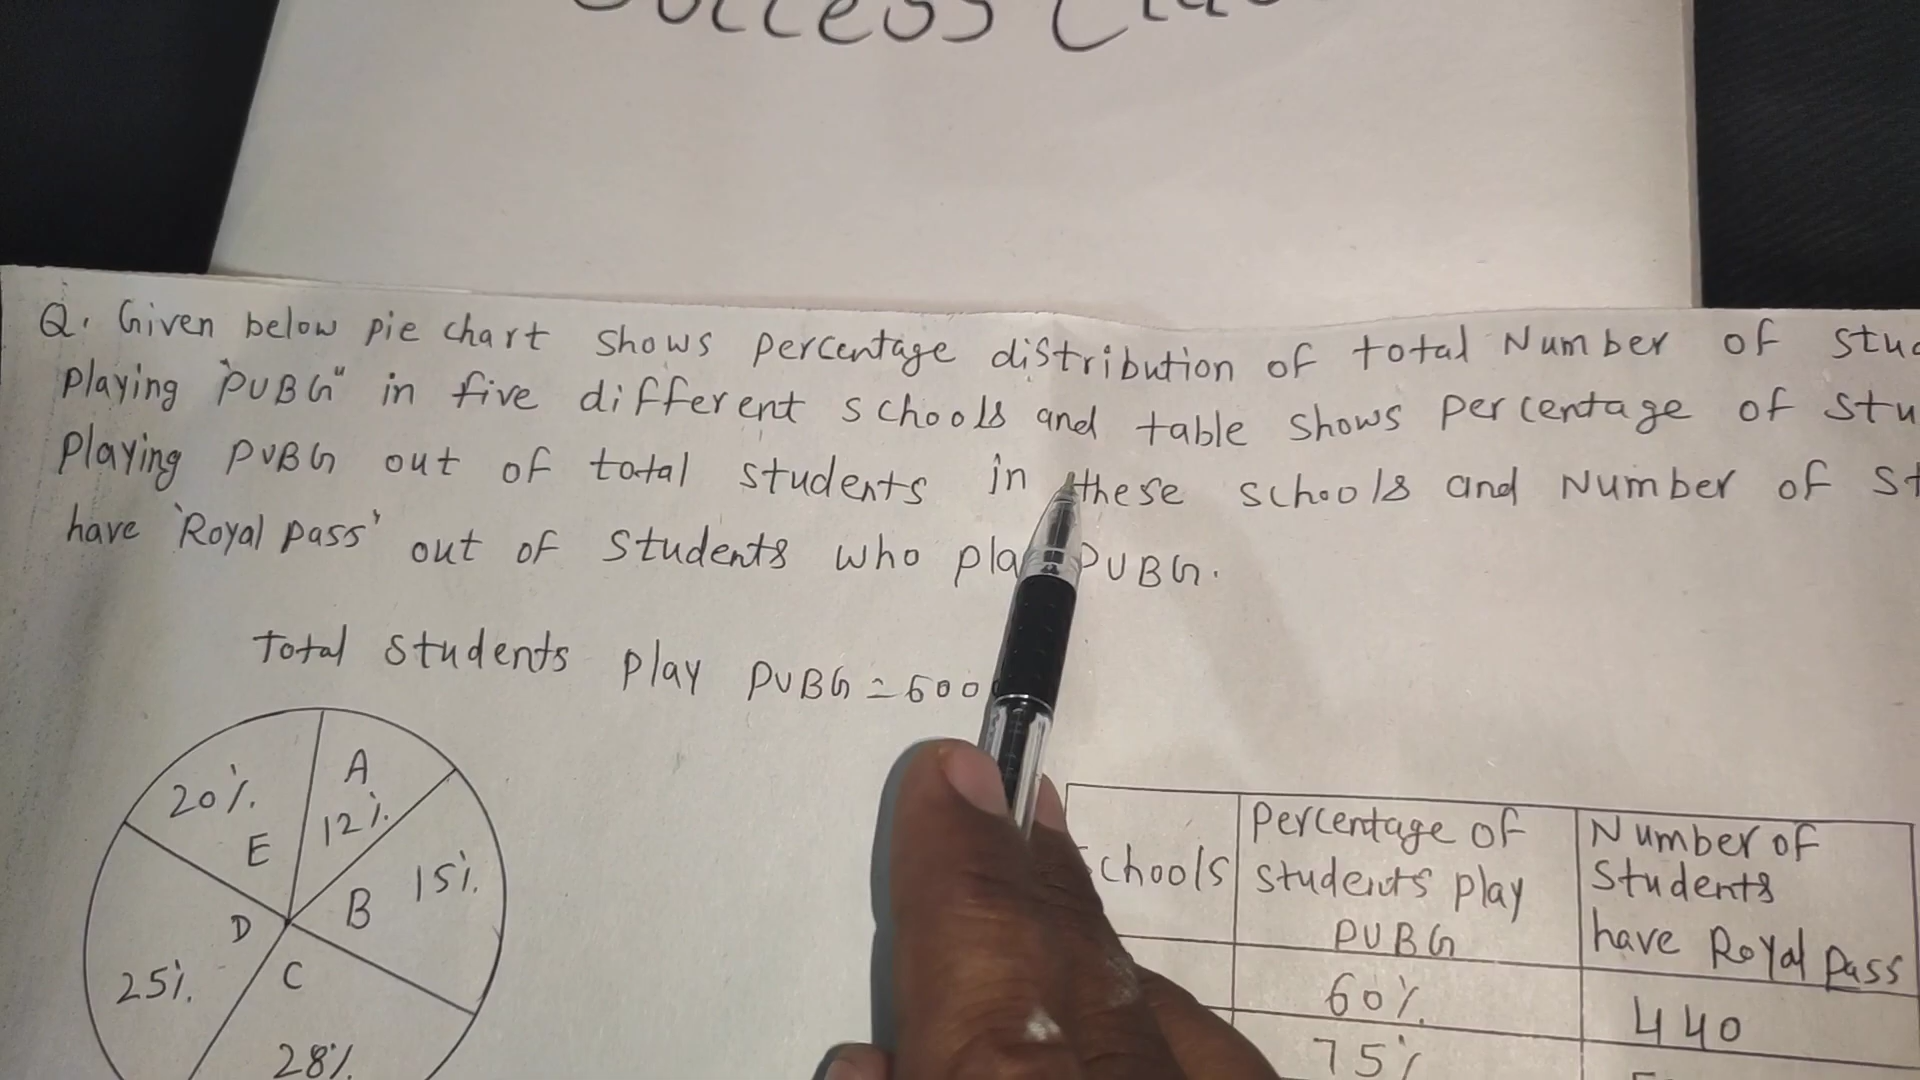 Success
Q. Given below pie chart shows percentage distribution of total Number of
Playing "PUBG" in five different schools and table shows percentage of
Playing PUBG out of total students in these schools and Number of
have 'Royal pass' out of students who PUBG.
Total students play PUBG = 600
20%. A
12%.
E
15%.
B
D
C
25%.
28%.
Percentage of
students play
PUBG
Number of
Students
have Royal pass
60%.
440
75%